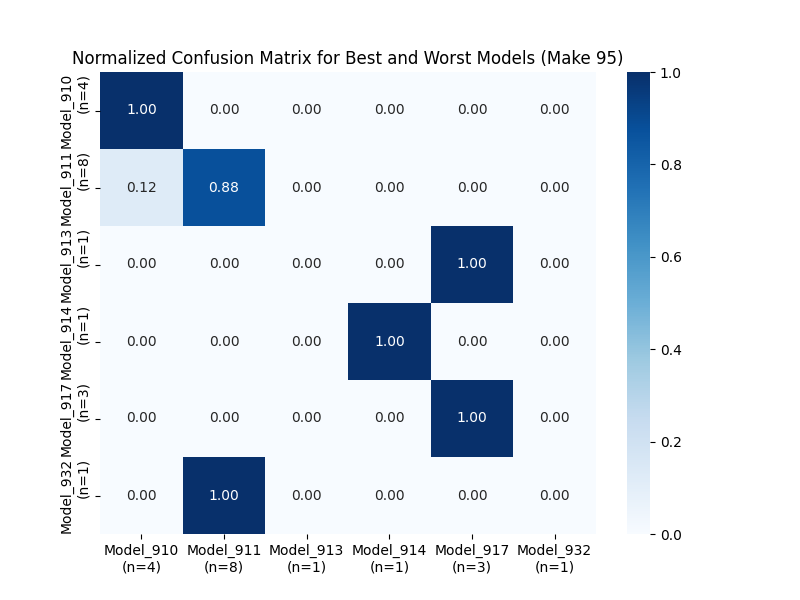 Normalized Confusion Matrix for Best and Worst Models (Make 95)
Model_910
(n=4)
1.00 0.00 0.00 0.00 0.00 0.00
Model_911
(n=8)
0.12 0.88 0.00 0.00 0.00 0.00
Model_913
(n=1)
0.00 0.00 0.00 0.00 1.00 0.00
Model_914
(n=1)
0.00 0.00 0.00 1.00 0.00 0.00
Model_917
(n=3)
0.00 0.00 0.00 0.00 1.00 0.00
Model_932
(n=1)
0.00 1.00 0.00 0.00 0.00 0.00
Model_910 Model_911 Model_913 Model_914 Model_917 Model_932
(n=4) (n=8) (n=1) (n=1) (n=3) (n=1)
1.0
0.8
0.6
0.4
0.2
0.0